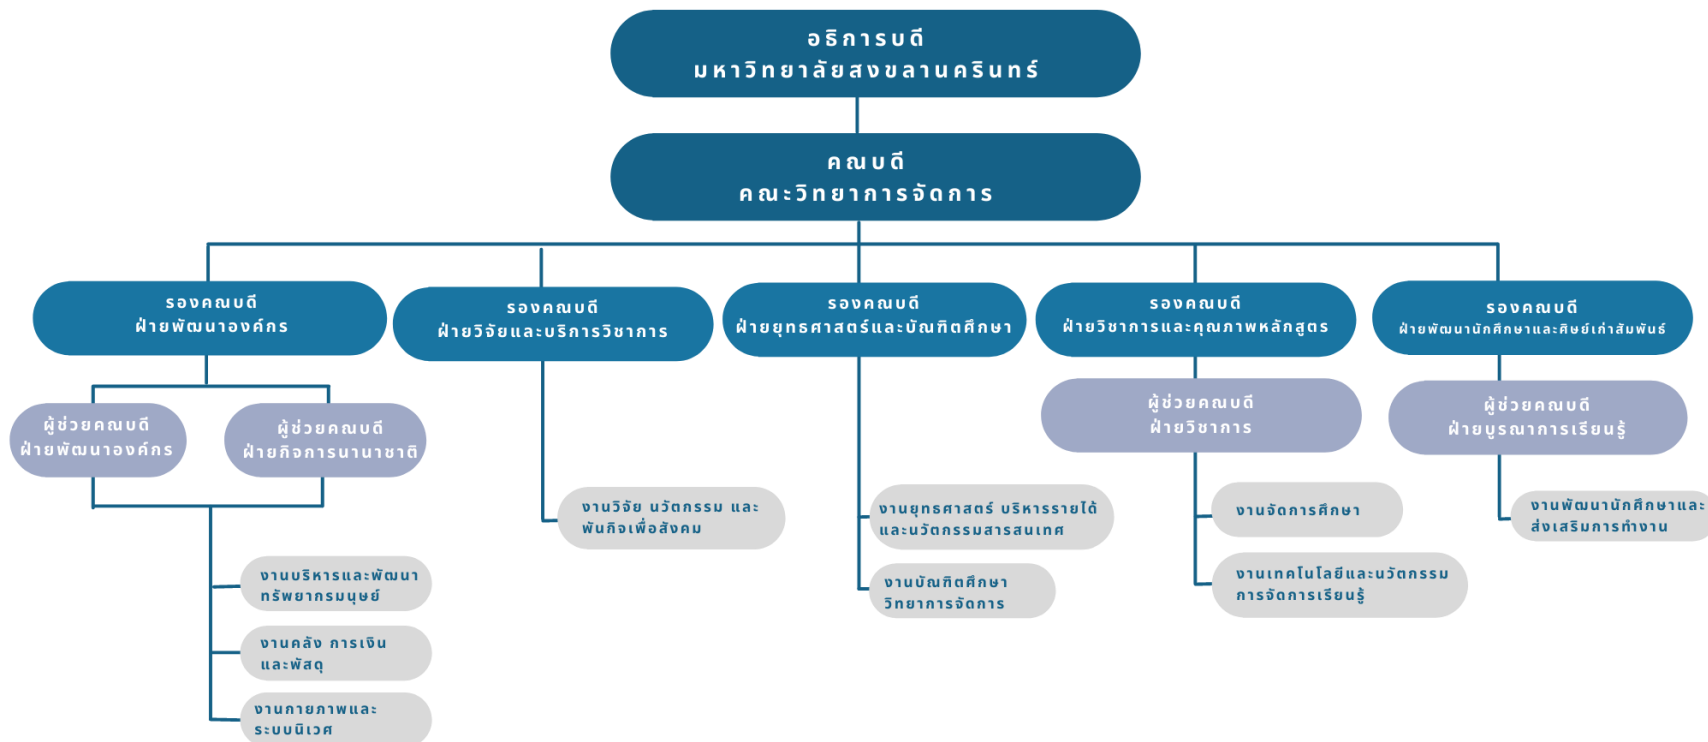 อธิการบดี
มหาวิทยาลัยสงขลานครินทร์
คณบดี
คณะวิทยาการจัดการ
รองคณบดี
ฝ่ายพัฒนาองค์กร
รองคณบดี
ฝ่ายวิจัยและบริการวิชาการ
รองคณบดี
ฝ่ายยุทธศาสตร์และบัณฑิตศึกษา
รองคณบดี
ฝ่ายวิชาการและคุณภาพหลักสูตร
รองคณบดี
ฝ่ายพัฒนานักศึกษาและศิษย์เก่าสัมพันธ์
ผู้ช่วยคณบดี
ฝ่ายพัฒนาองค์กร
ผู้ช่วยคณบดี
ฝ่ายกิจการนานาชาติ
ผู้ช่วยคณบดี
ฝ่ายวิชาการ
ผู้ช่วยคณบดี
ฝ่ายบูรณาการเรียนรู้
งานวิจัย นวัตกรรม และ
พันกิจเพื่อสังคม
งานยุทธศาสตร์ บริหารรายได้
และนวัตกรรมสารสนเทศ
งานบัณฑิตศึกษา
วิทยาการจัดการ
งานจัดการศึกษา
งานเทคโนโลยีและนวัตกรรม
การจัดการเรียนรู้
งานพัฒนานักศึกษาและ
ส่งเสริมการทำงาน
งานบริหารและพัฒนา
ทรัพยากรมนุษย์
งานคลัง การเงิน
และพัสดุ
งานกายภาพและ
ระบบนิเวศ